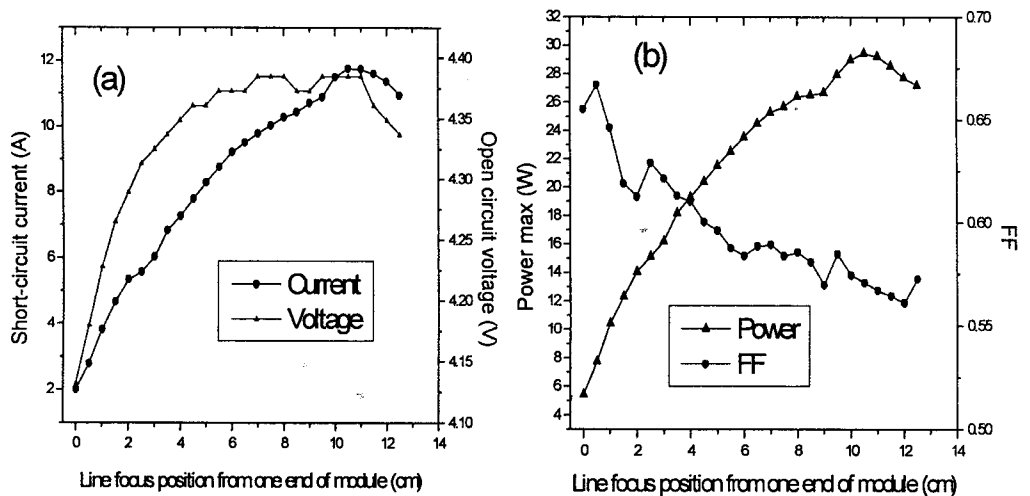 (a)
Short-circuit current (A)
12
10
8
6
4
2
4.40
4.35
4.30
4.25
4.20
4.15
4.10
Open circuit voltage (V)
Current
Voltage
0 2 4 6 8 10 12 14
Line focus position from one end of module (cm)
(b)
Power max (W)
32
30
28
26
24
22
20
18
16
14
12
10
8
6
4
0.70
0.65
0.60
0.55
0.50
FF
Power
FF
0 2 4 6 8 10 12 14
Line focus position from one end of module (cm)